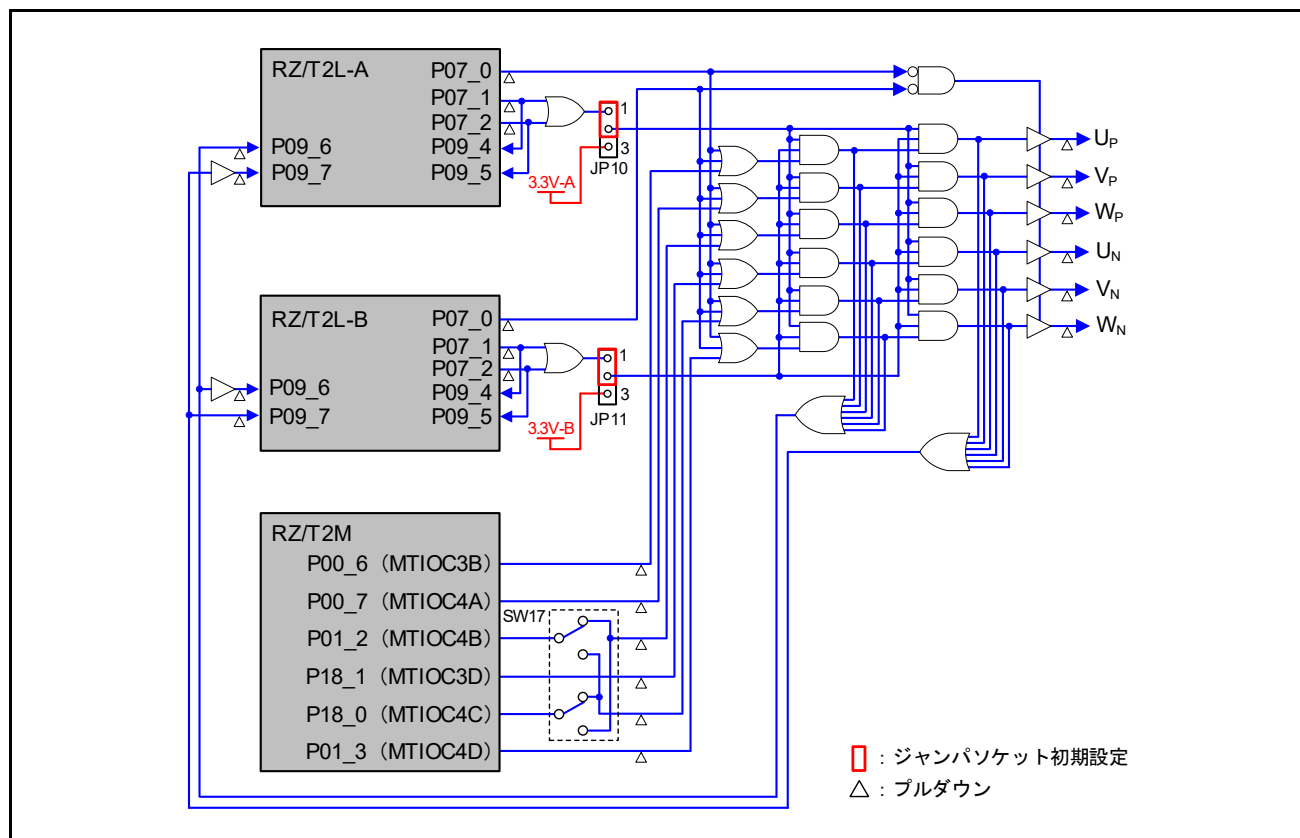 RZ/T2L-A
P07_0
P07_1
P07_2
P09_4
P09_5
P09_6
P09_7
1
3
JP10
3.3V-A
UP
VP
WP
UN
VN
WN
RZ/T2L-B
P07_0
P07_1
P07_2
P09_4
P09_5
P09_6
P09_7
1
3
JP11
3.3V-B
RZ/T2M
P00_6（MTIOC3B）
P00_7（MTIOC4A）
P01_2（MTIOC4B）
P18_1（MTIOC3D）
P18_0（MTIOC4C）
P01_3（MTIOC4D）
SW17
：ジャンパソケット初期設定
：プルダウン